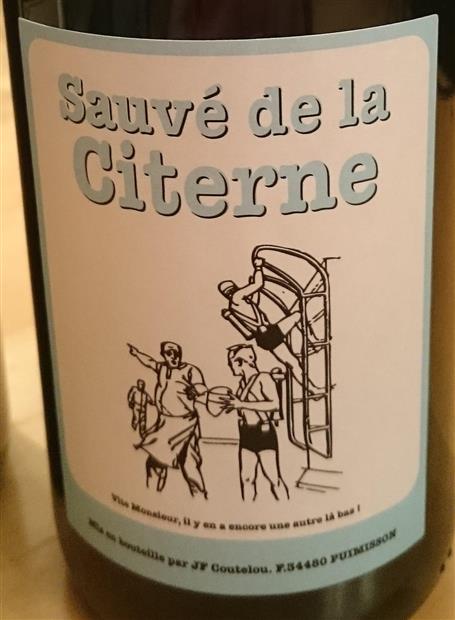 Sauvé de la
Citerne
Vite Monsieur, il y en a encore une autre là bas !
Mis en bouteille par JF Coutelou. F.34480 PUIMISSON